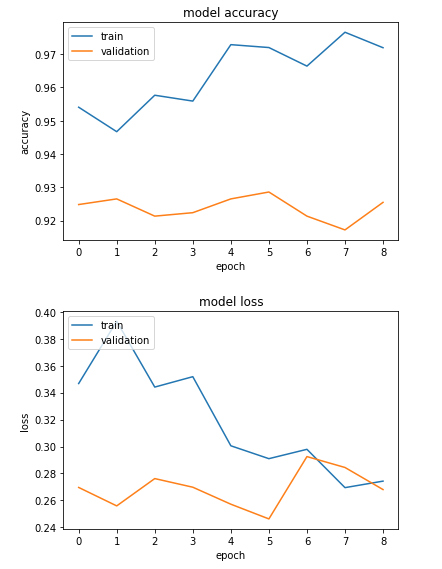 model accuracy
train
validation
0.97
0.96
0.95
0.94
0.93
0.92
accuracy
0 1 2 3 4 5 6 7 8
epoch
model loss
0.40
train
validation
0.38
0.36
0.34
0.32
0.30
0.28
0.26
0.24
loss
0 1 2 3 4 5 6 7 8
epoch